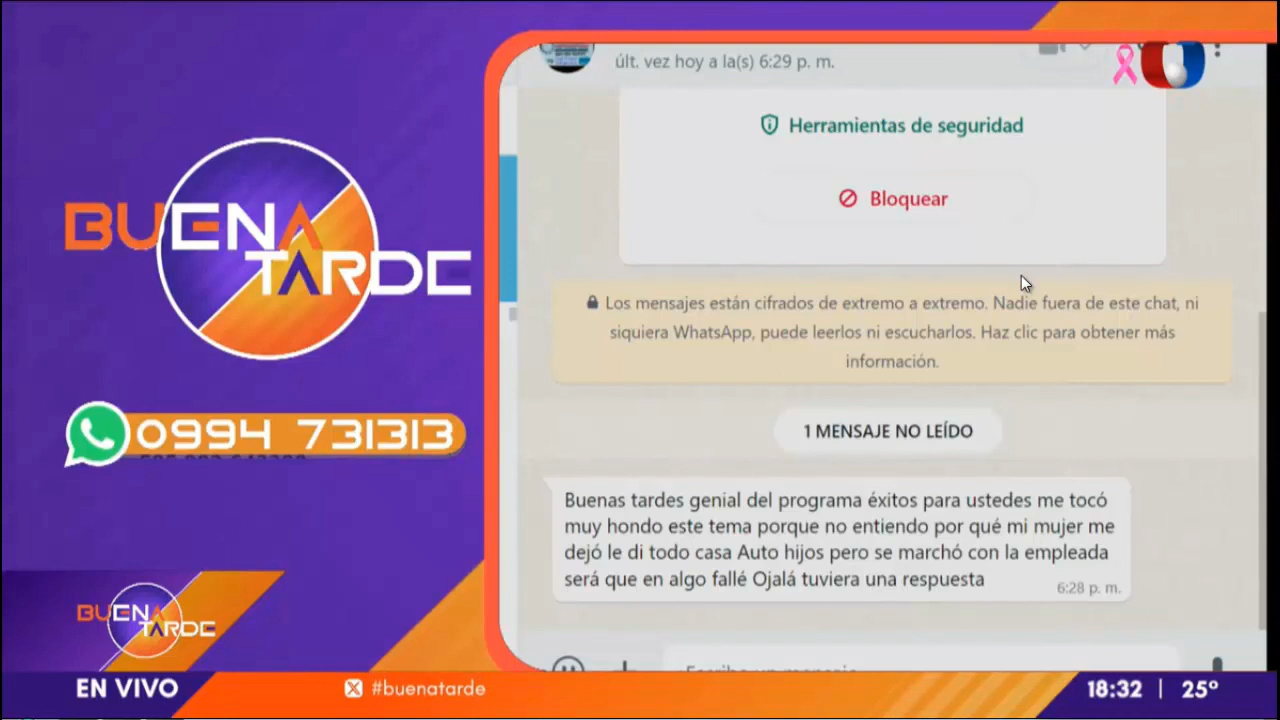 BUENA
TARDE
0994 731313
últ. vez hoy a la(s) 6:29 p. m.
Herramientas de seguridad
Bloquear
Los mensajes están cifrados de extremo a extremo. Nadie fuera de este chat, ni
siquiera WhatsApp, puede leerlos ni escucharlos. Haz clic para obtener más
información.
1 MENSAJE NO LEÍDO
Buenas tardes genial del programa éxitos para ustedes me tocó
muy hondo este tema porque no entiendo por qué mi mujer me
dejó le di todo casa Auto hijos pero se marchó con la empleada
será que en algo fallé Ojalá tuviera una respuesta
6:28 p. m.
BUENA
TARDE
EN VIVO
#buenatarde
18:32 | 25°